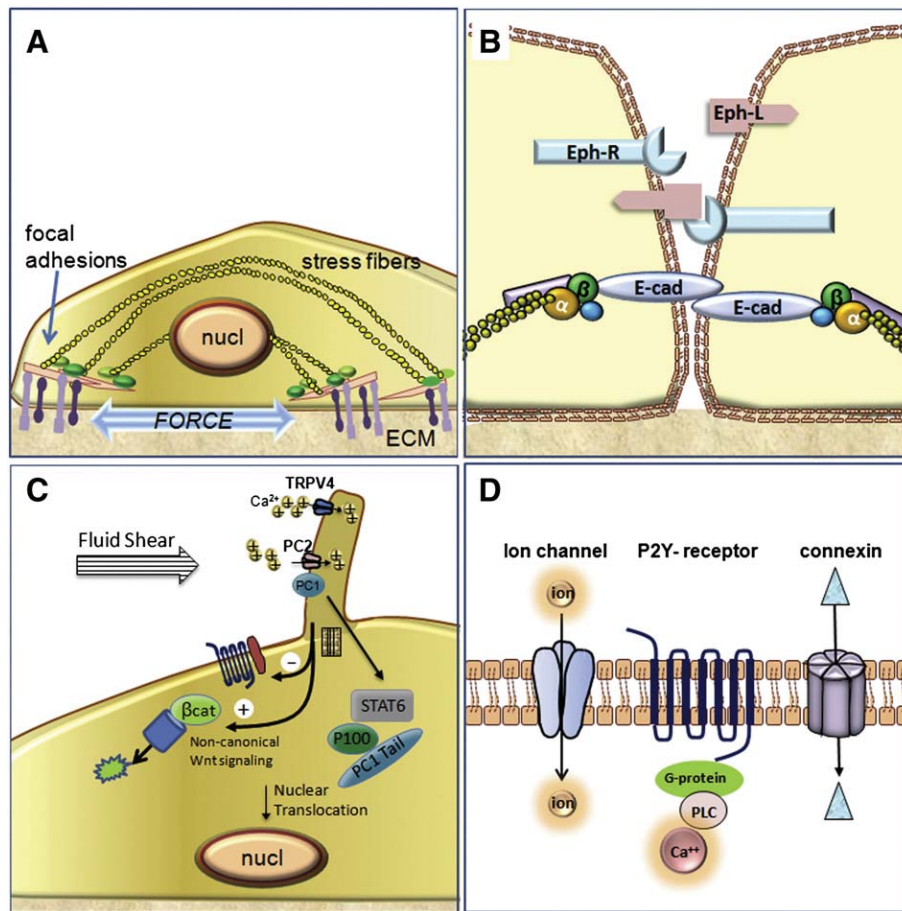 A
focal
adhesions
stress fibers
nucl
FORCE
ECM
B
Eph-L
Eph-R
E-cad
E-cad
β
α
β
α
C
TRPV4
Ca²⁺
Fluid Shear
PC2
PC1
−
+
βcat
STAT6
P100
PC1 Tail
Non-canonical
Wnt signaling
Nuclear
Translocation
nucl
D
Ion channel
P2Y- receptor
connexin
ion
ion
G-protein
PLC
Ca⁺⁺